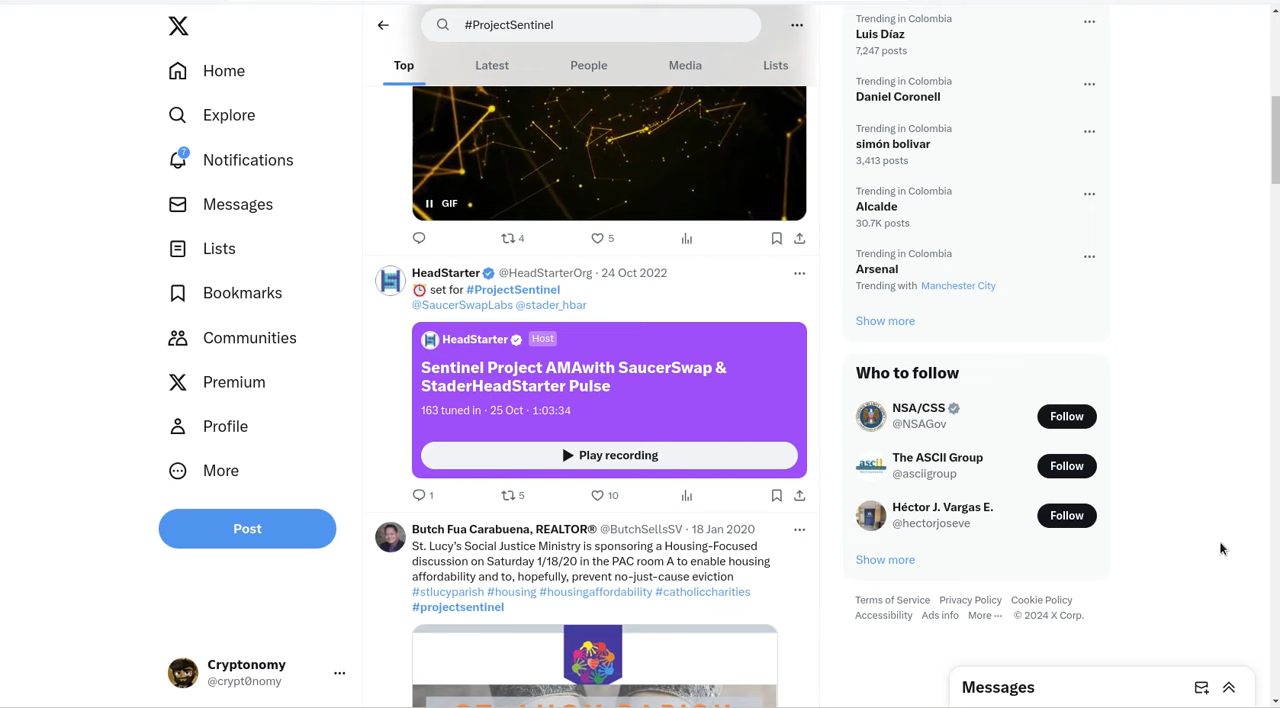 Home
Explore
7
Notifications
Messages
Lists
Bookmarks
Communities
Premium
Profile
More
Post
Cryptonomy
@crypt0nomy
#ProjectSentinel
Top
Latest
People
Media
Lists
GIF
4
5
HeadStarter @HeadStarterOrg · 24 Oct 2022
⏰ set for #ProjectSentinel
@SaucerSwapLabs @stader_hbar
HeadStarter Host
Sentinel Project AMAwith SaucerSwap &
StaderHeadStarter Pulse
163 tuned in · 25 Oct · 1:03:34
Play recording
1
5
10
Butch Fua Carabuena, REALTOR® @ButchSellsSV · 18 Jan 2020
St. Lucy’s Social Justice Ministry is sponsoring a Housing-Focused
discussion on Saturday 1/18/20 in the PAC room A to enable housing
affordability and to, hopefully, prevent no-just-cause eviction
#stlucyparish #housing #housingaffordability #catholiccharities
#projectsentinel
ST. LUCY PARISH
Trending in Colombia
Luis Díaz
7,247 posts
Trending in Colombia
Daniel Coronell
Trending in Colombia
simón bolivar
3,413 posts
Trending in Colombia
Alcalde
30.7K posts
Trending in Colombia
Arsenal
Trending with Manchester City
Show more
Who to follow
NSA/CSS
@NSAGov
Follow
ascii
The ASCII Group
@asciigroup
Follow
Héctor J. Vargas E.
@hectorjoseve
Follow
Show more
Terms of Service Privacy Policy Cookie Policy
Accessibility Ads info More ··· © 2024 X Corp.
Messages